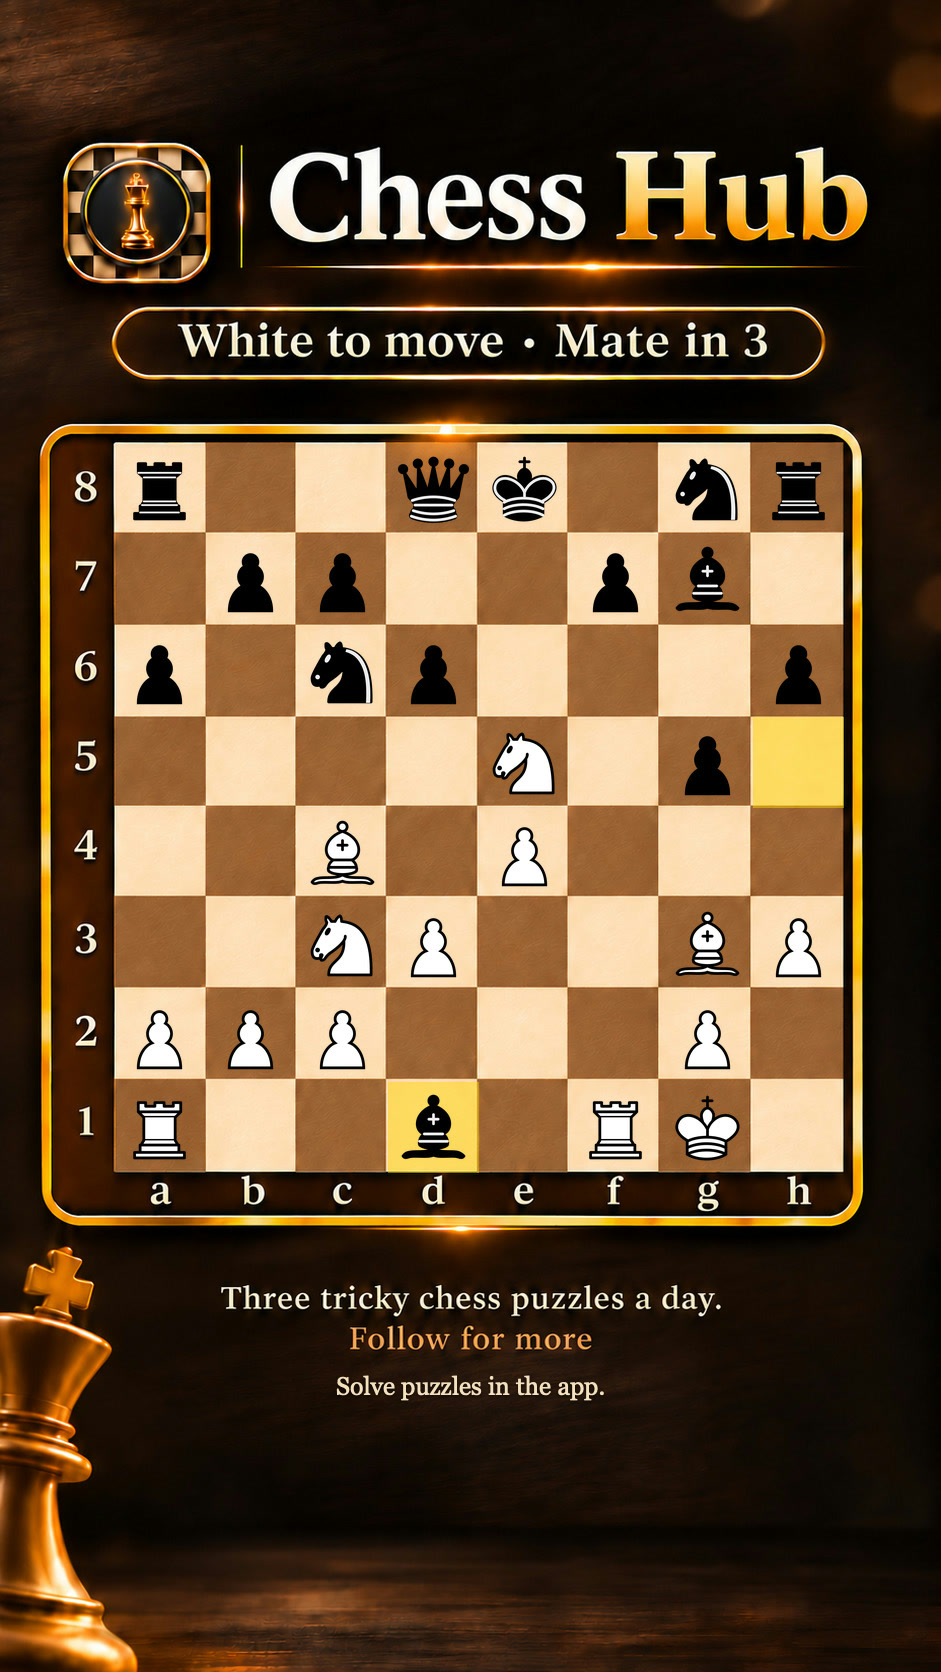 Chess Hub
White to move • Mate in 3
8
7
6
5
4
3
2
1
a b c d e f g h
Three tricky chess puzzles a day.
Follow for more
Solve puzzles in the app.